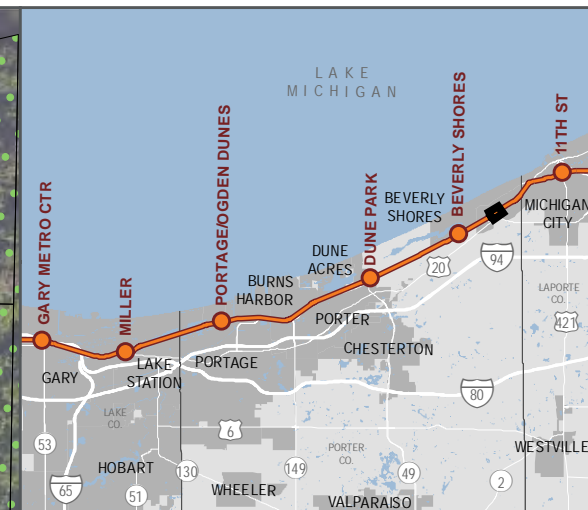 LAKE
MICHIGAN
GARY METRO CTR
MILLER
PORTAGE/OGDEN DUNES
DUNE PARK
BEVERLY SHORES
11TH ST
BEVERLY
SHORES
MICHIGAN
CITY
DUNE
ACRES
BURNS
HARBOR
20
94
LAPORTE
CO.
421
PORTER
CHESTERTON
LAKE
STATION
PORTAGE
GARY
80
LAKE
CO.
6
53
PORTER
CO.
WESTVILLE
HOBART
130
149
49
2
65
51
WHEELER
VALPARAISO